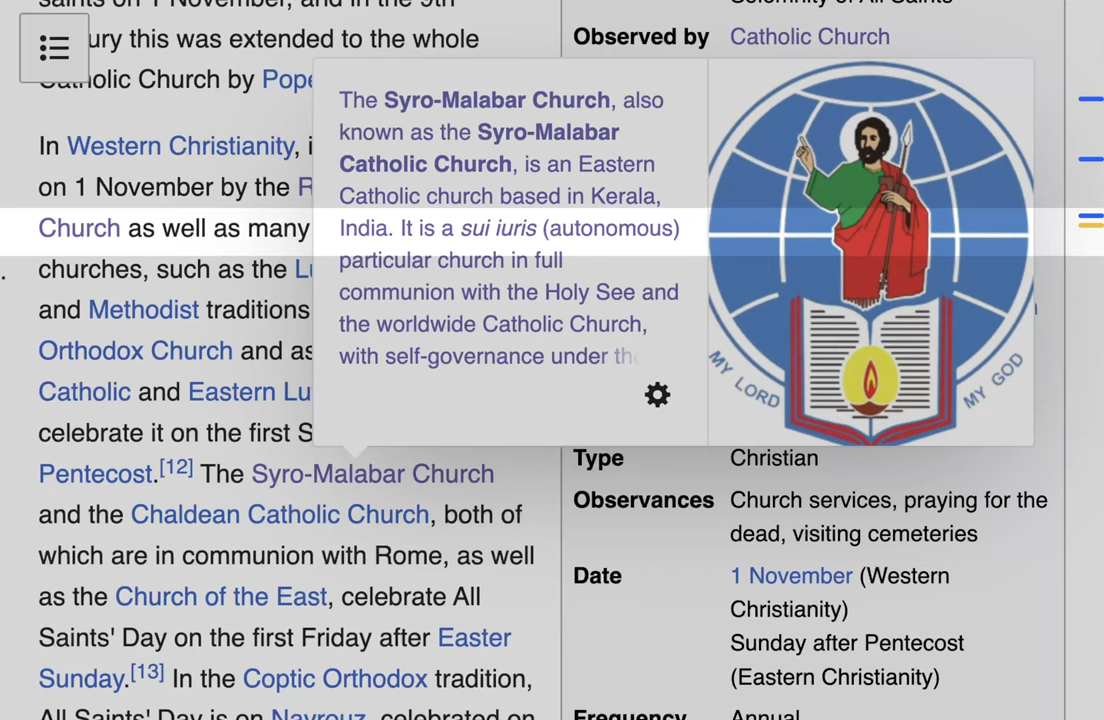 saints on 1 November, and in the 9th
ury this was extended to the whole
Catholic Church by Pope
In Western Christianity, i
on 1 November by the R
Church as well as many
churches, such as the Lu
and Methodist traditions
Orthodox Church and as
Catholic and Eastern Lu
celebrate it on the first S
Pentecost.[12] The Syro-Malabar Church
and the Chaldean Catholic Church, both of
which are in communion with Rome, as well
as the Church of the East, celebrate All
Saints' Day on the first Friday after Easter
Sunday.[13] In the Coptic Orthodox tradition,
All Saints' Day is on Nayrouz, celebrated on
The Syro-Malabar Church, also
known as the Syro-Malabar
Catholic Church, is an Eastern
Catholic church based in Kerala,
India. It is a sui iuris (autonomous)
particular church in full
communion with the Holy See and
the worldwide Catholic Church,
with self-governance under the
MY LORD MY GOD
Solemnity of All Saints
Observed by Catholic Church
Type Christian
Observances Church services, praying for the
dead, visiting cemeteries
Date 1 November (Western
Christianity)
Sunday after Pentecost
(Eastern Christianity)
Frequency Annual